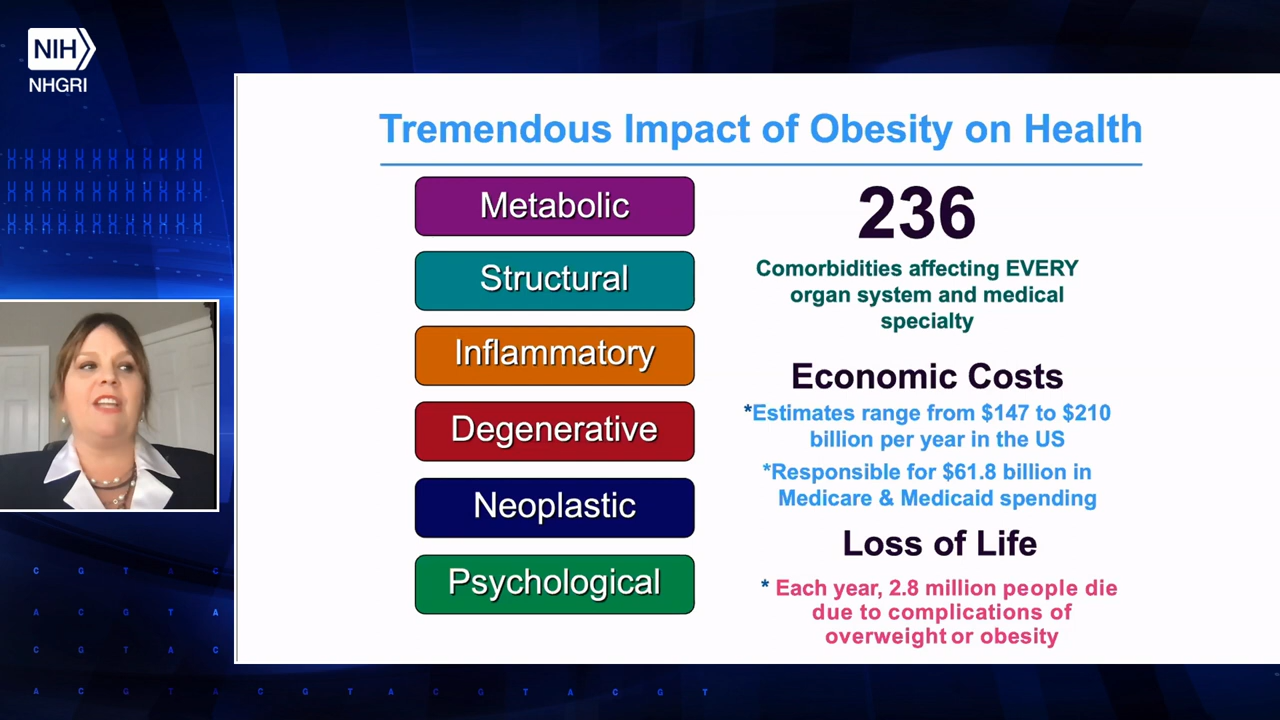 NIH
NHGRI
Tremendous Impact of Obesity on Health
Metabolic
Structural
Inflammatory
Degenerative
Neoplastic
Psychological
236
Comorbidities affecting EVERY
organ system and medical
specialty
Economic Costs
*Estimates range from $147 to $210
billion per year in the US
*Responsible for $61.8 billion in
Medicare & Medicaid spending
Loss of Life
* Each year, 2.8 million people die
due to complications of
overweight or obesity
C G T A C
A C G T A
C G T A C
A C G T A C G T A C G T A C G T